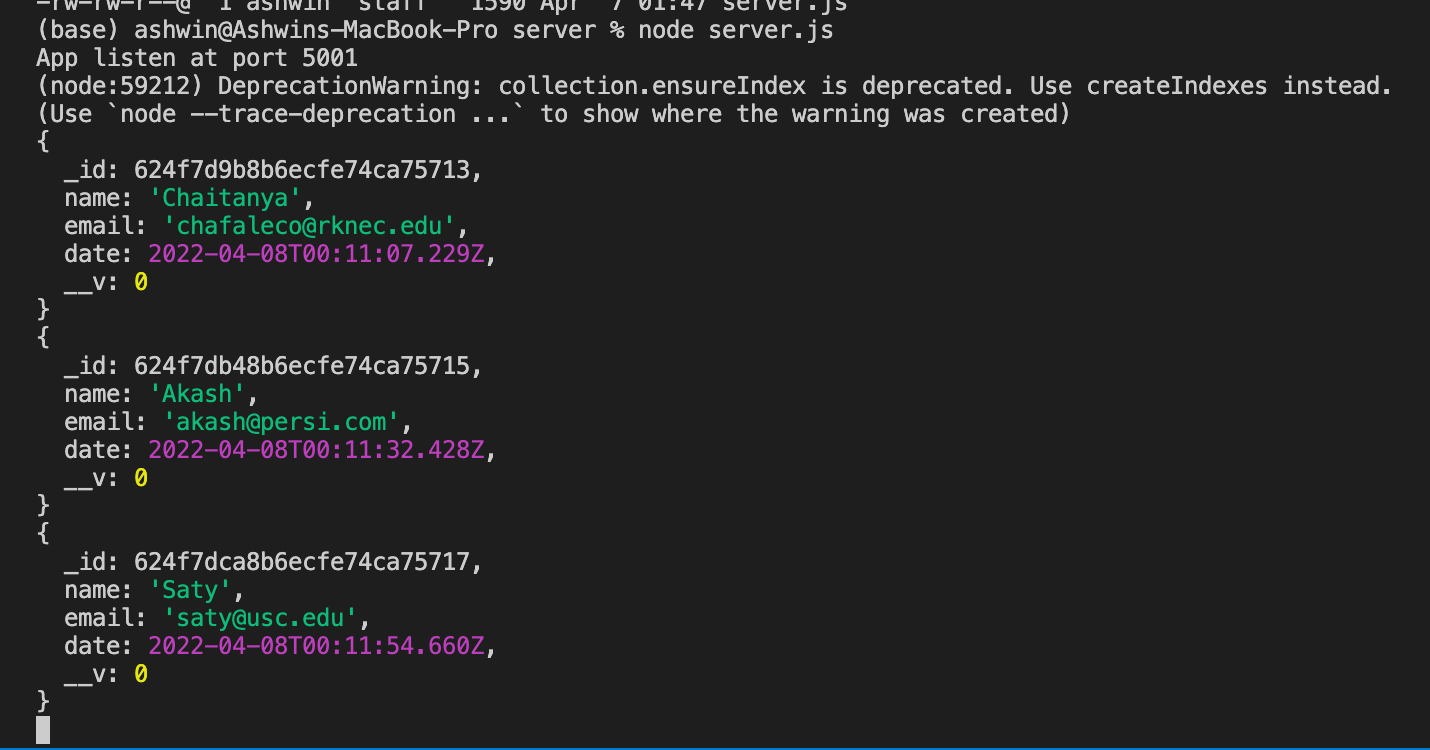 -rw-rw-r--@  1 ashwin  staff   1590 Apr  7 01:47 server.js
(base) ashwin@Ashwins-MacBook-Pro server % node server.js
App listen at port 5001
(node:59212) DeprecationWarning: collection.ensureIndex is deprecated. Use createIndexes instead.
(Use `node --trace-deprecation ...` to show where the warning was created)
{
  _id: 624f7d9b8b6ecfe74ca75713,
  name: 'Chaitanya',
  email: 'chafaleco@rknec.edu',
  date: 2022-04-08T00:11:07.229Z,
  __v: 0
}
{
  _id: 624f7db48b6ecfe74ca75715,
  name: 'Akash',
  email: 'akash@persi.com',
  date: 2022-04-08T00:11:32.428Z,
  __v: 0
}
{
  _id: 624f7dca8b6ecfe74ca75717,
  name: 'Saty',
  email: 'saty@usc.edu',
  date: 2022-04-08T00:11:54.660Z,
  __v: 0
}